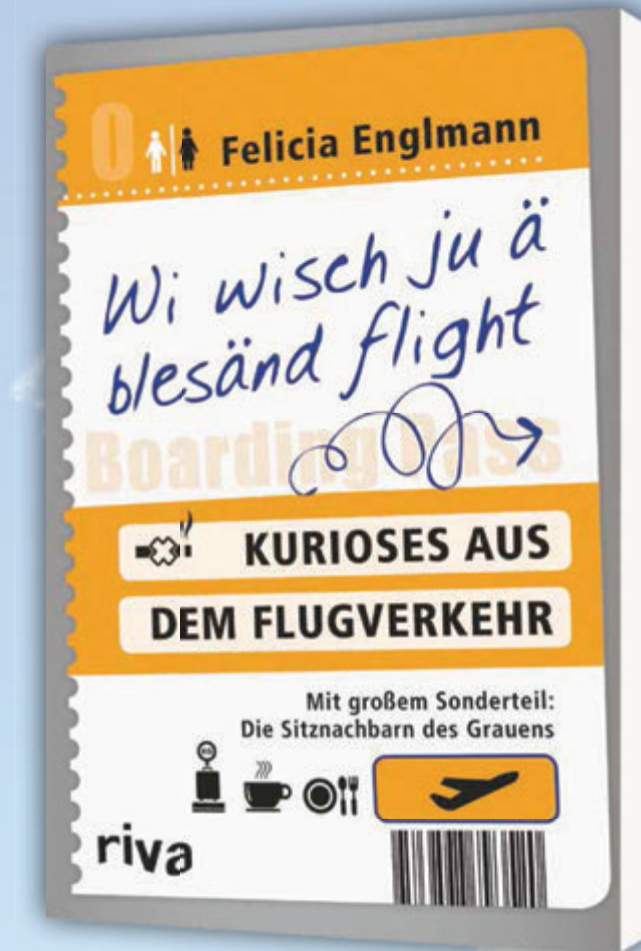 0 Felicia Englmann
Wi wisch ju ä
blesänd flight
Boarding Pass
KURIOSES AUS
DEM FLUGVERKEHR
Mit großem Sonderteil:
Die Sitznachbarn des Grauens
riva